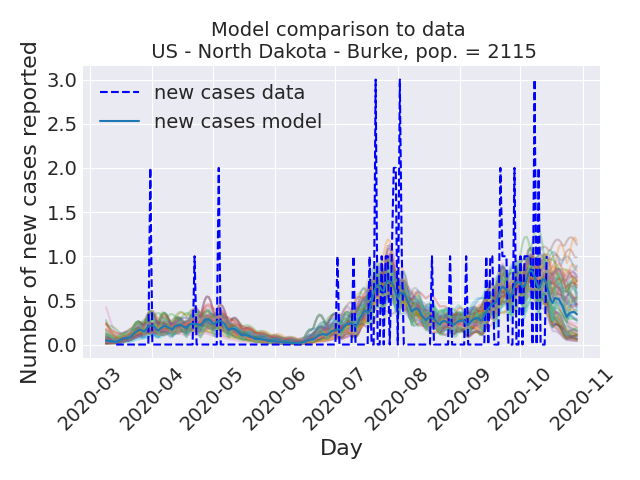 Model comparison to data
US - North Dakota - Burke, pop. = 2115
Number of new cases reported
3.0
2.5
2.0
1.5
1.0
0.5
0.0
new cases data
new cases model
2020-03
2020-04
2020-05
2020-06
2020-07
2020-08
2020-09
2020-10
2020-11
Day